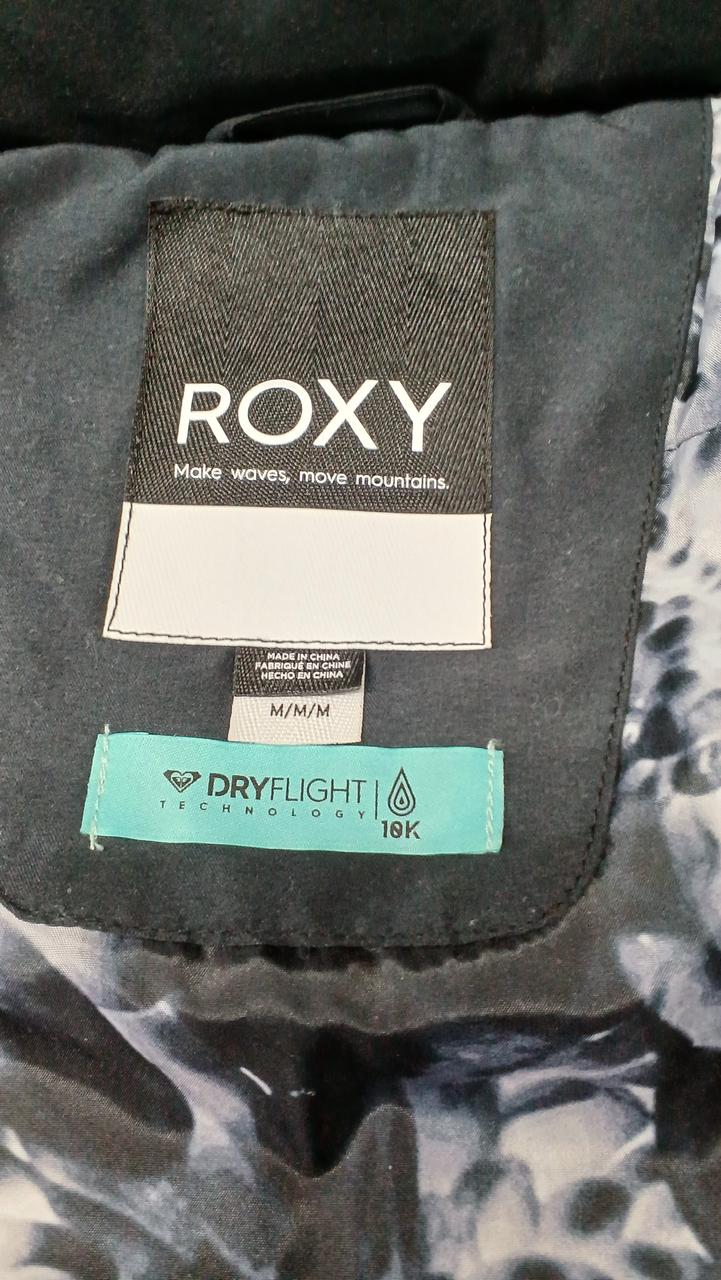 ROXY
Make waves, move mountains.
MADE IN CHINA
FABRIQUÉ EN CHINE
HECHO EN CHINA
M/M/M
DRYFLIGHT
TECHNOLOGY
10K